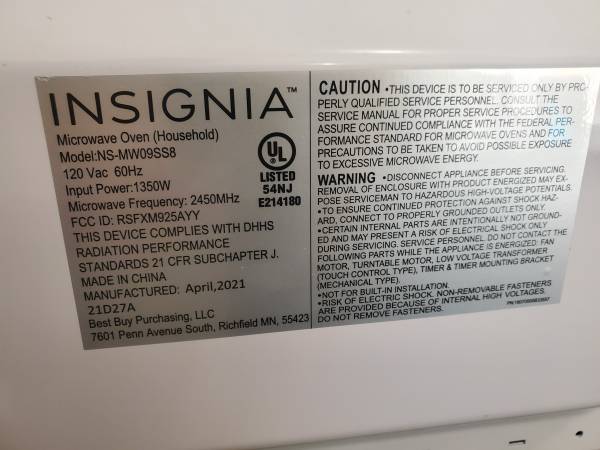 INSIGNIA™
Microwave Oven (Household)
Model:NS-MW09SS8
120 Vac 60Hz
Input Power:1350W
Microwave Frequency: 2450MHz
FCC ID: RSFXM925AYY
THIS DEVICE COMPLIES WITH DHHS
RADIATION PERFORMANCE
STANDARDS 21 CFR SUBCHAPTER J.
MADE IN CHINA
MANUFACTURED: April,2021
21D27A
Best Buy Purchasing, LLC
7601 Penn Avenue South, Richfield MN, 55423
UL
LISTED
54NJ
E214180
CAUTION •THIS DEVICE IS TO BE SERVICED ONLY BY PRO-
PERLY QUALIFIED SERVICE PERSONNEL. CONSULT THE
SERVICE MANUAL FOR PROPER SERVICE PROCEDURES TO
ASSURE CONTINUED COMPLIANCE WITH THE FEDERAL PER-
FORMANCE STANDARD FOR MICROWAVE OVENS AND FOR
PRECAUTIONS TO BE TAKEN TO AVOID POSSIBLE EXPOSURE
TO EXCESSIVE MICROWAVE ENERGY.
WARNING •DISCONNECT APPLIANCE BEFORE SERVICING.
REMOVAL OF ENCLOSURE WITH PRODUCT ENERGIZED MAY EX-
POSE SERVICEMAN TO HAZARDOUS HIGH-VOLTAGE POTENTIALS.
•TO ENSURE CONTINUED PROTECTION AGAINST SHOCK HAZ-
ARD, CONNECT TO PROPERLY GROUNDED OUTLETS ONLY.
•CERTAIN INTERNAL PARTS ARE INTENTIONALLY NOT GROUND-
ED AND MAY PRESENT A RISK OF ELECTRICAL SHOCK ONLY
DURING SERVICING. SERVICE PERSONNEL DO NOT CONTACT THE
FOLLOWING PARTS WHILE THE APPLIANCE IS ENERGIZED: FAN
MOTOR, TURNTABLE MOTOR, LOW VOLTAGE TRANSFORMER
(TOUCH CONTROL TYPE), TIMER & TIMER MOUNTING BRACKET
(MECHANICAL TYPE).
•NOT FOR BUILT-IN INSTALLATION.
•RISK OF ELECTRIC SHOCK. NON-REMOVABLE FASTENERS
ARE PROVIDED BECAUSE OF INTERNAL HIGH VOLTAGES.
DO NOT REMOVE FASTENERS.